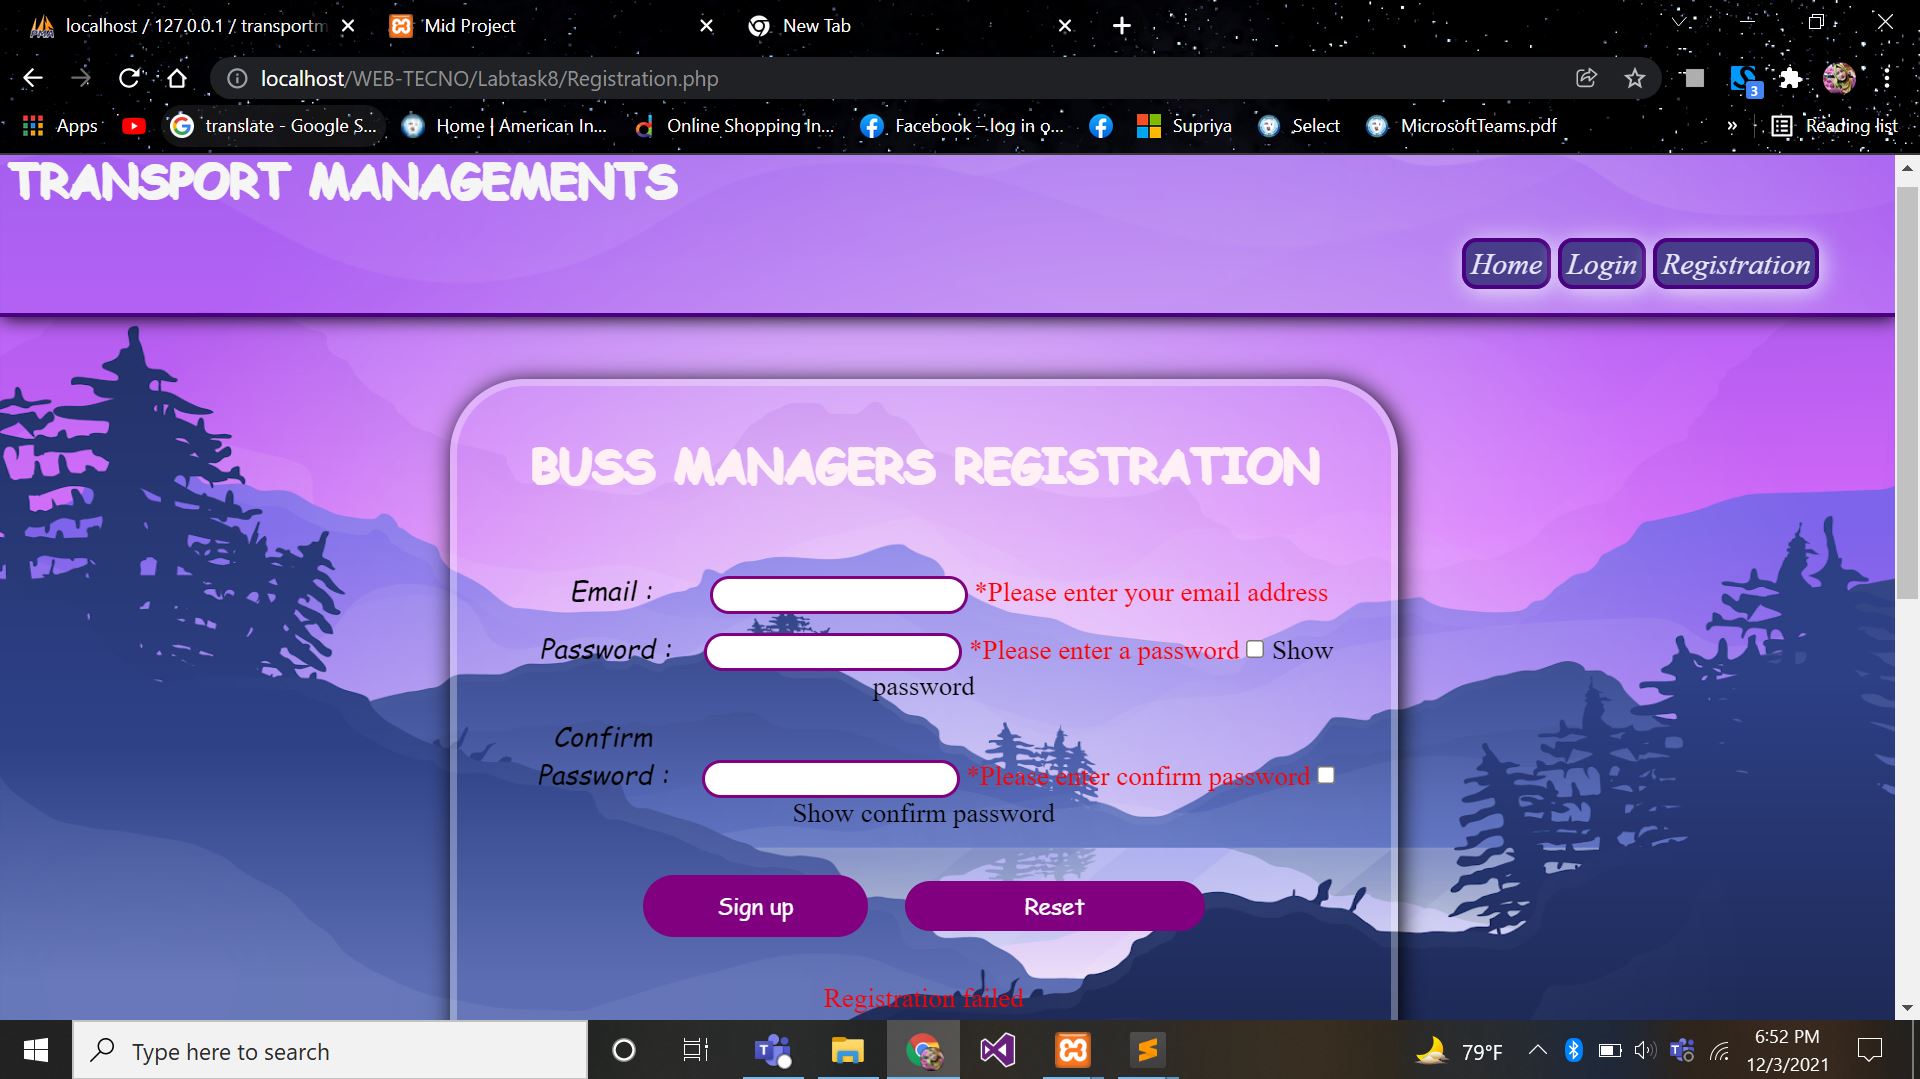 localhost / 127.0.0.1 / transportm
Mid Project
New Tab
localhost/WEB-TECNO/Labtask8/Registration.php
3
Apps
translate - Google S...
Home | American In...
Online Shopping In...
Facebook – log in o...
Supriya
Select
MicrosoftTeams.pdf
»
Reading list
TRANSPORT MANAGEMENTS
Home Login Registration
BUSS MANAGERS REGISTRATION
Email : *Please enter your email address
Password : *Please enter a password Show
password
Confirm
Password : *Please enter confirm password
Show confirm password
Sign up Reset
Registration failed
Type here to search
79°F
6:52 PM
12/3/2021